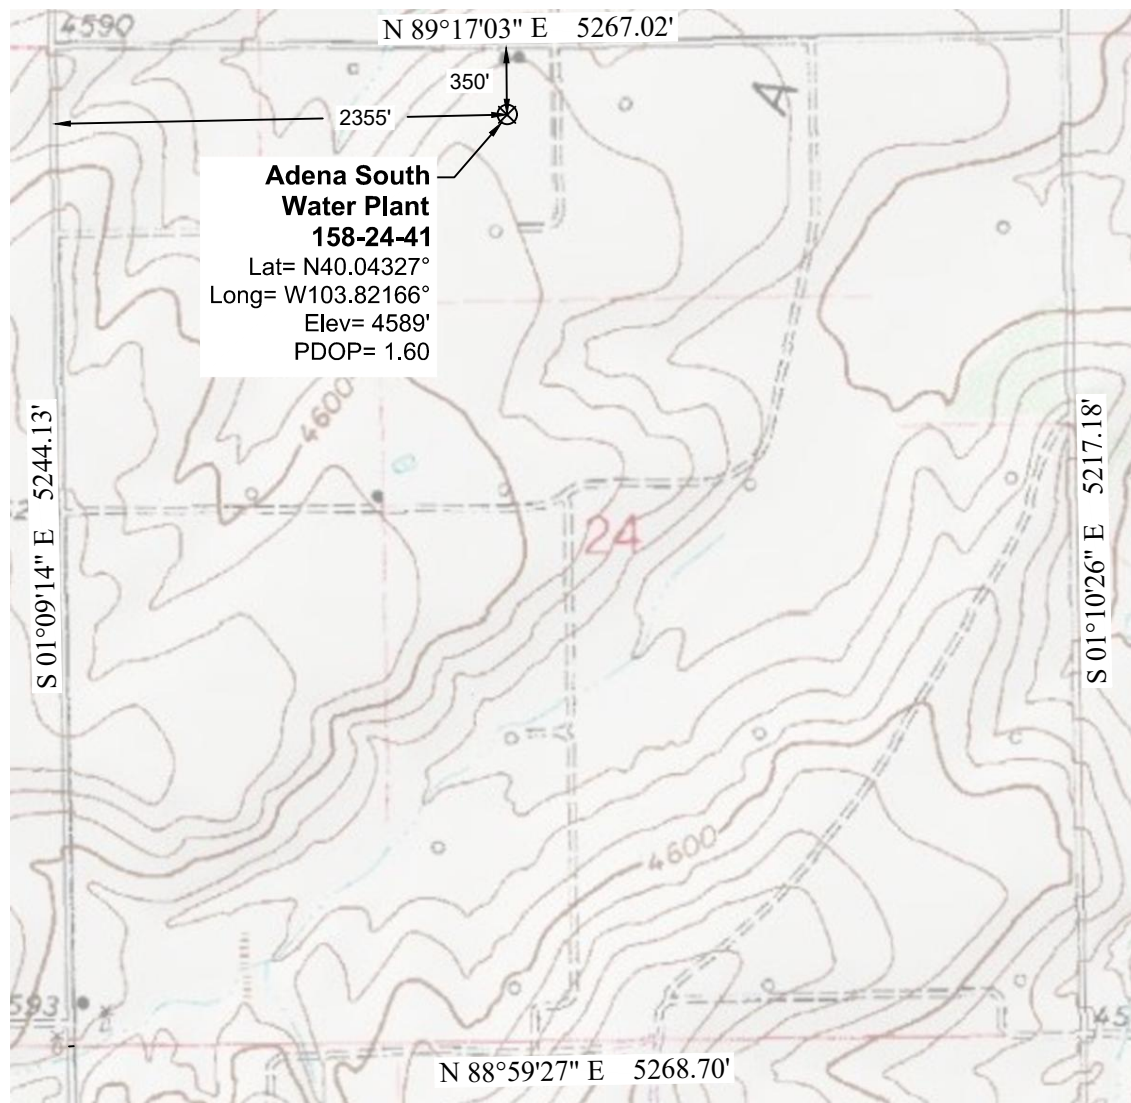 4590
N 89°17'03" E 5267.02'
350'
2355'
A
Adena South
Water Plant
158-24-41
Lat= N40.04327°
Long= W103.82166°
Elev= 4589'
PDOP= 1.60
4600
S 01°09'14" E 5244.13'
S 01°10'26" E 5217.18'
24
4600
593
45
N 88°59'27" E 5268.70'